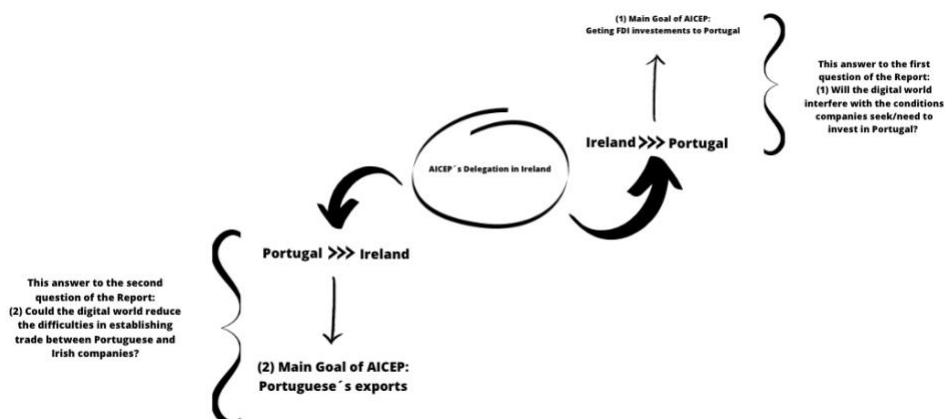 (1) Main Goal of AICEP:
Geting FDI investements to Portugal
This answer to the first
question of the Report:
(1) Will the digital world
interfere with the conditions
companies seek/need to
invest in Portugal?
Ireland >>> Portugal
AICEP´s Delegation in Ireland
Portugal >>> Ireland
This answer to the second
question of the Report:
(2) Could the digital world reduce
the difficulties in establishing
trade between Portuguese and
Irish companies?
(2) Main Goal of AICEP:
Portuguese´s exports